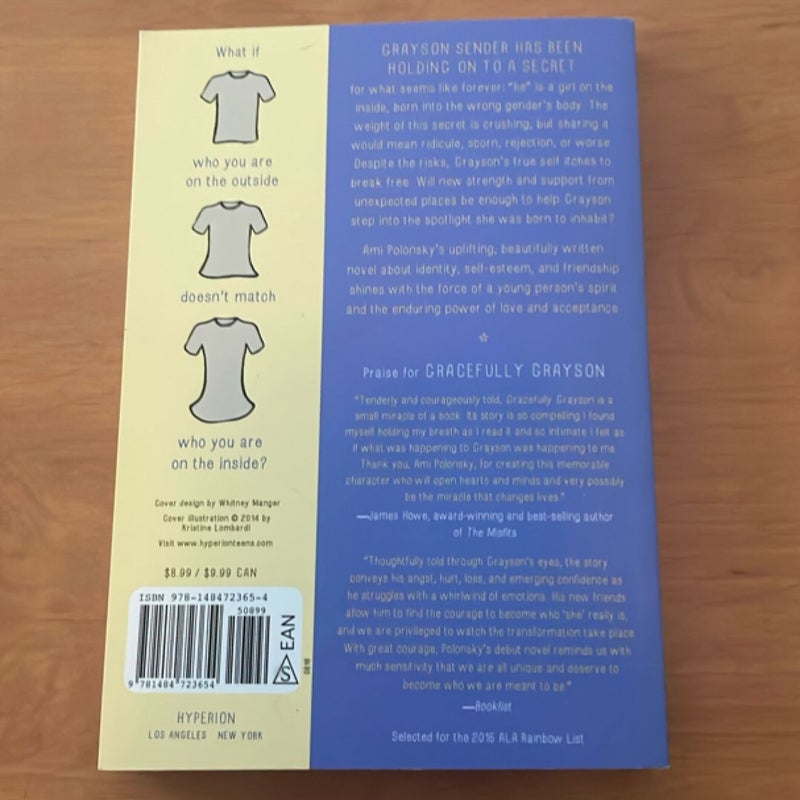 What if
who you are
on the outside
doesn't match
who you are
on the inside?
Cover design by Whitney Manger
Cover illustration © 2014 by
Kristine Lombardi
Visit www.hyperionteens.com
$8.99 / $9.99 CAN
ISBN 978-148472365-4
50899
EAN
S
0616
9 781484 723654
HYPERION
LOS ANGELES NEW YORK
GRAYSON SENDER HAS BEEN
HOLDING ON TO A SECRET
for what seems like forever: "he" is a girl on the
inside, born into the wrong gender's body. The
weight of this secret is crushing, but sharing it
would mean ridicule, scorn, rejection, or worse.
Despite the risks, Grayson's true self itches to
break free. Will new strength and support from
unexpected places be enough to help Grayson
step into the spotlight she was born to inhabit?
Ami Polonsky's uplifting, beautifully written
novel about identity, self-esteem, and friendship
shines with the force of a young person's spirit
and the enduring power of love and acceptance.
Praise for GRACEFULLY GRAYSON
"Tenderly and courageously told, Gracefully Grayson is a
small miracle of a book. Its story is so compelling I found
myself holding my breath as I read it and so intimate I felt as
if what was happening to Grayson was happening to me.
Thank you, Ami Polonsky, for creating this memorable
character who will open hearts and minds and very possibly
be the miracle that changes lives."
—James Howe, award-winning and best-selling author
of The Misfits
"Thoughtfully told through Grayson's eyes, the story
conveys his angst, hurt, loss, and emerging confidence as
he struggles with a whirlwind of emotions. His new friends
allow him to find the courage to become who 'she' really is,
and we are privileged to watch the transformation take place.
With great courage, Polonsky's debut novel reminds us with
much sensitivity that we are all unique and deserve to
become who we are meant to be."
—Booklist
Selected for the 2015 ALA Rainbow List